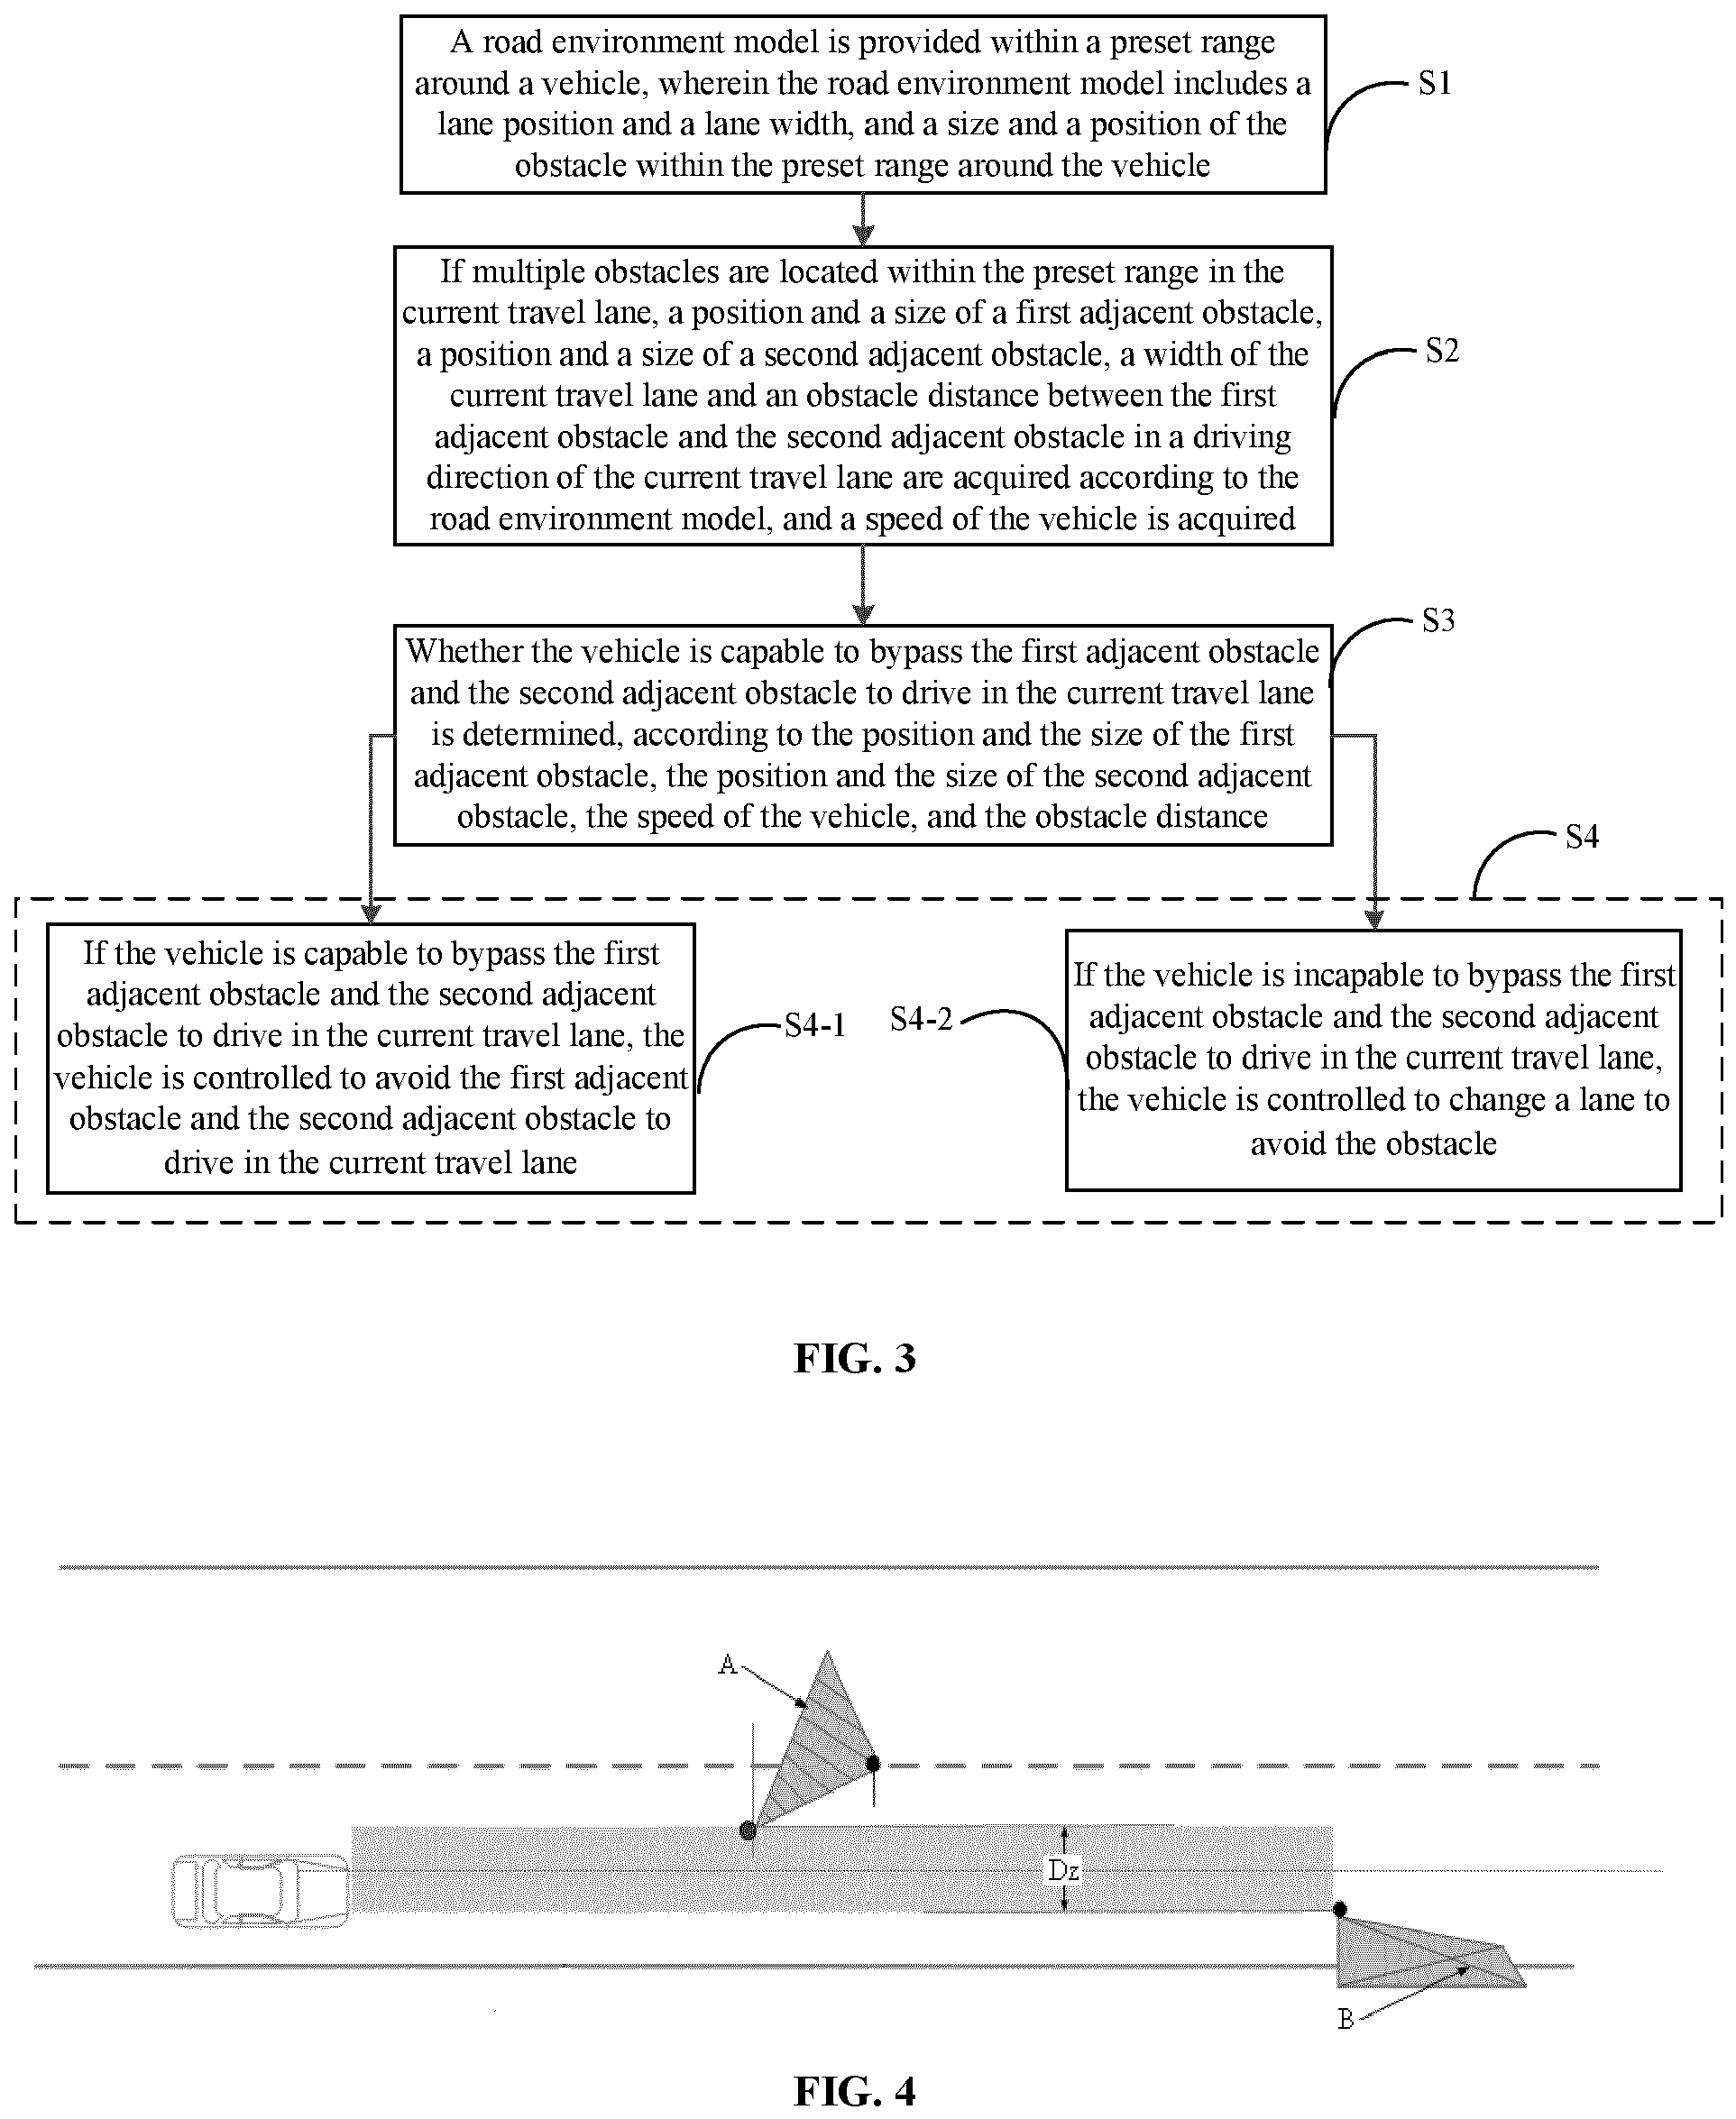 A road environment model is provided within a preset range
around a vehicle, wherein the road environment model includes a
lane position and a lane width, and a size and a position of the
obstacle within the preset range around the vehicle
S1
If multiple obstacles are located within the preset range in the
current travel lane, a position and a size of a first adjacent obstacle,
a position and a size of a second adjacent obstacle, a width of the
current travel lane and an obstacle distance between the first
adjacent obstacle and the second adjacent obstacle in a driving
direction of the current travel lane are acquired according to the
road environment model, and a speed of the vehicle is acquired
S2
Whether the vehicle is capable to bypass the first adjacent obstacle
and the second adjacent obstacle to drive in the current travel lane
is determined, according to the position and the size of the first
adjacent obstacle, the position and the size of the second adjacent
obstacle, the speed of the vehicle, and the obstacle distance
S3
S4
If the vehicle is capable to bypass the first
adjacent obstacle and the second adjacent
obstacle to drive in the current travel lane, the
vehicle is controlled to avoid the first adjacent
obstacle and the second adjacent obstacle to
drive in the current travel lane
S4-1
S4-2
If the vehicle is incapable to bypass the first
adjacent obstacle and the second adjacent
obstacle to drive in the current travel lane,
the vehicle is controlled to change a lane to
avoid the obstacle
FIG. 3
A
Dz
B
FIG. 4